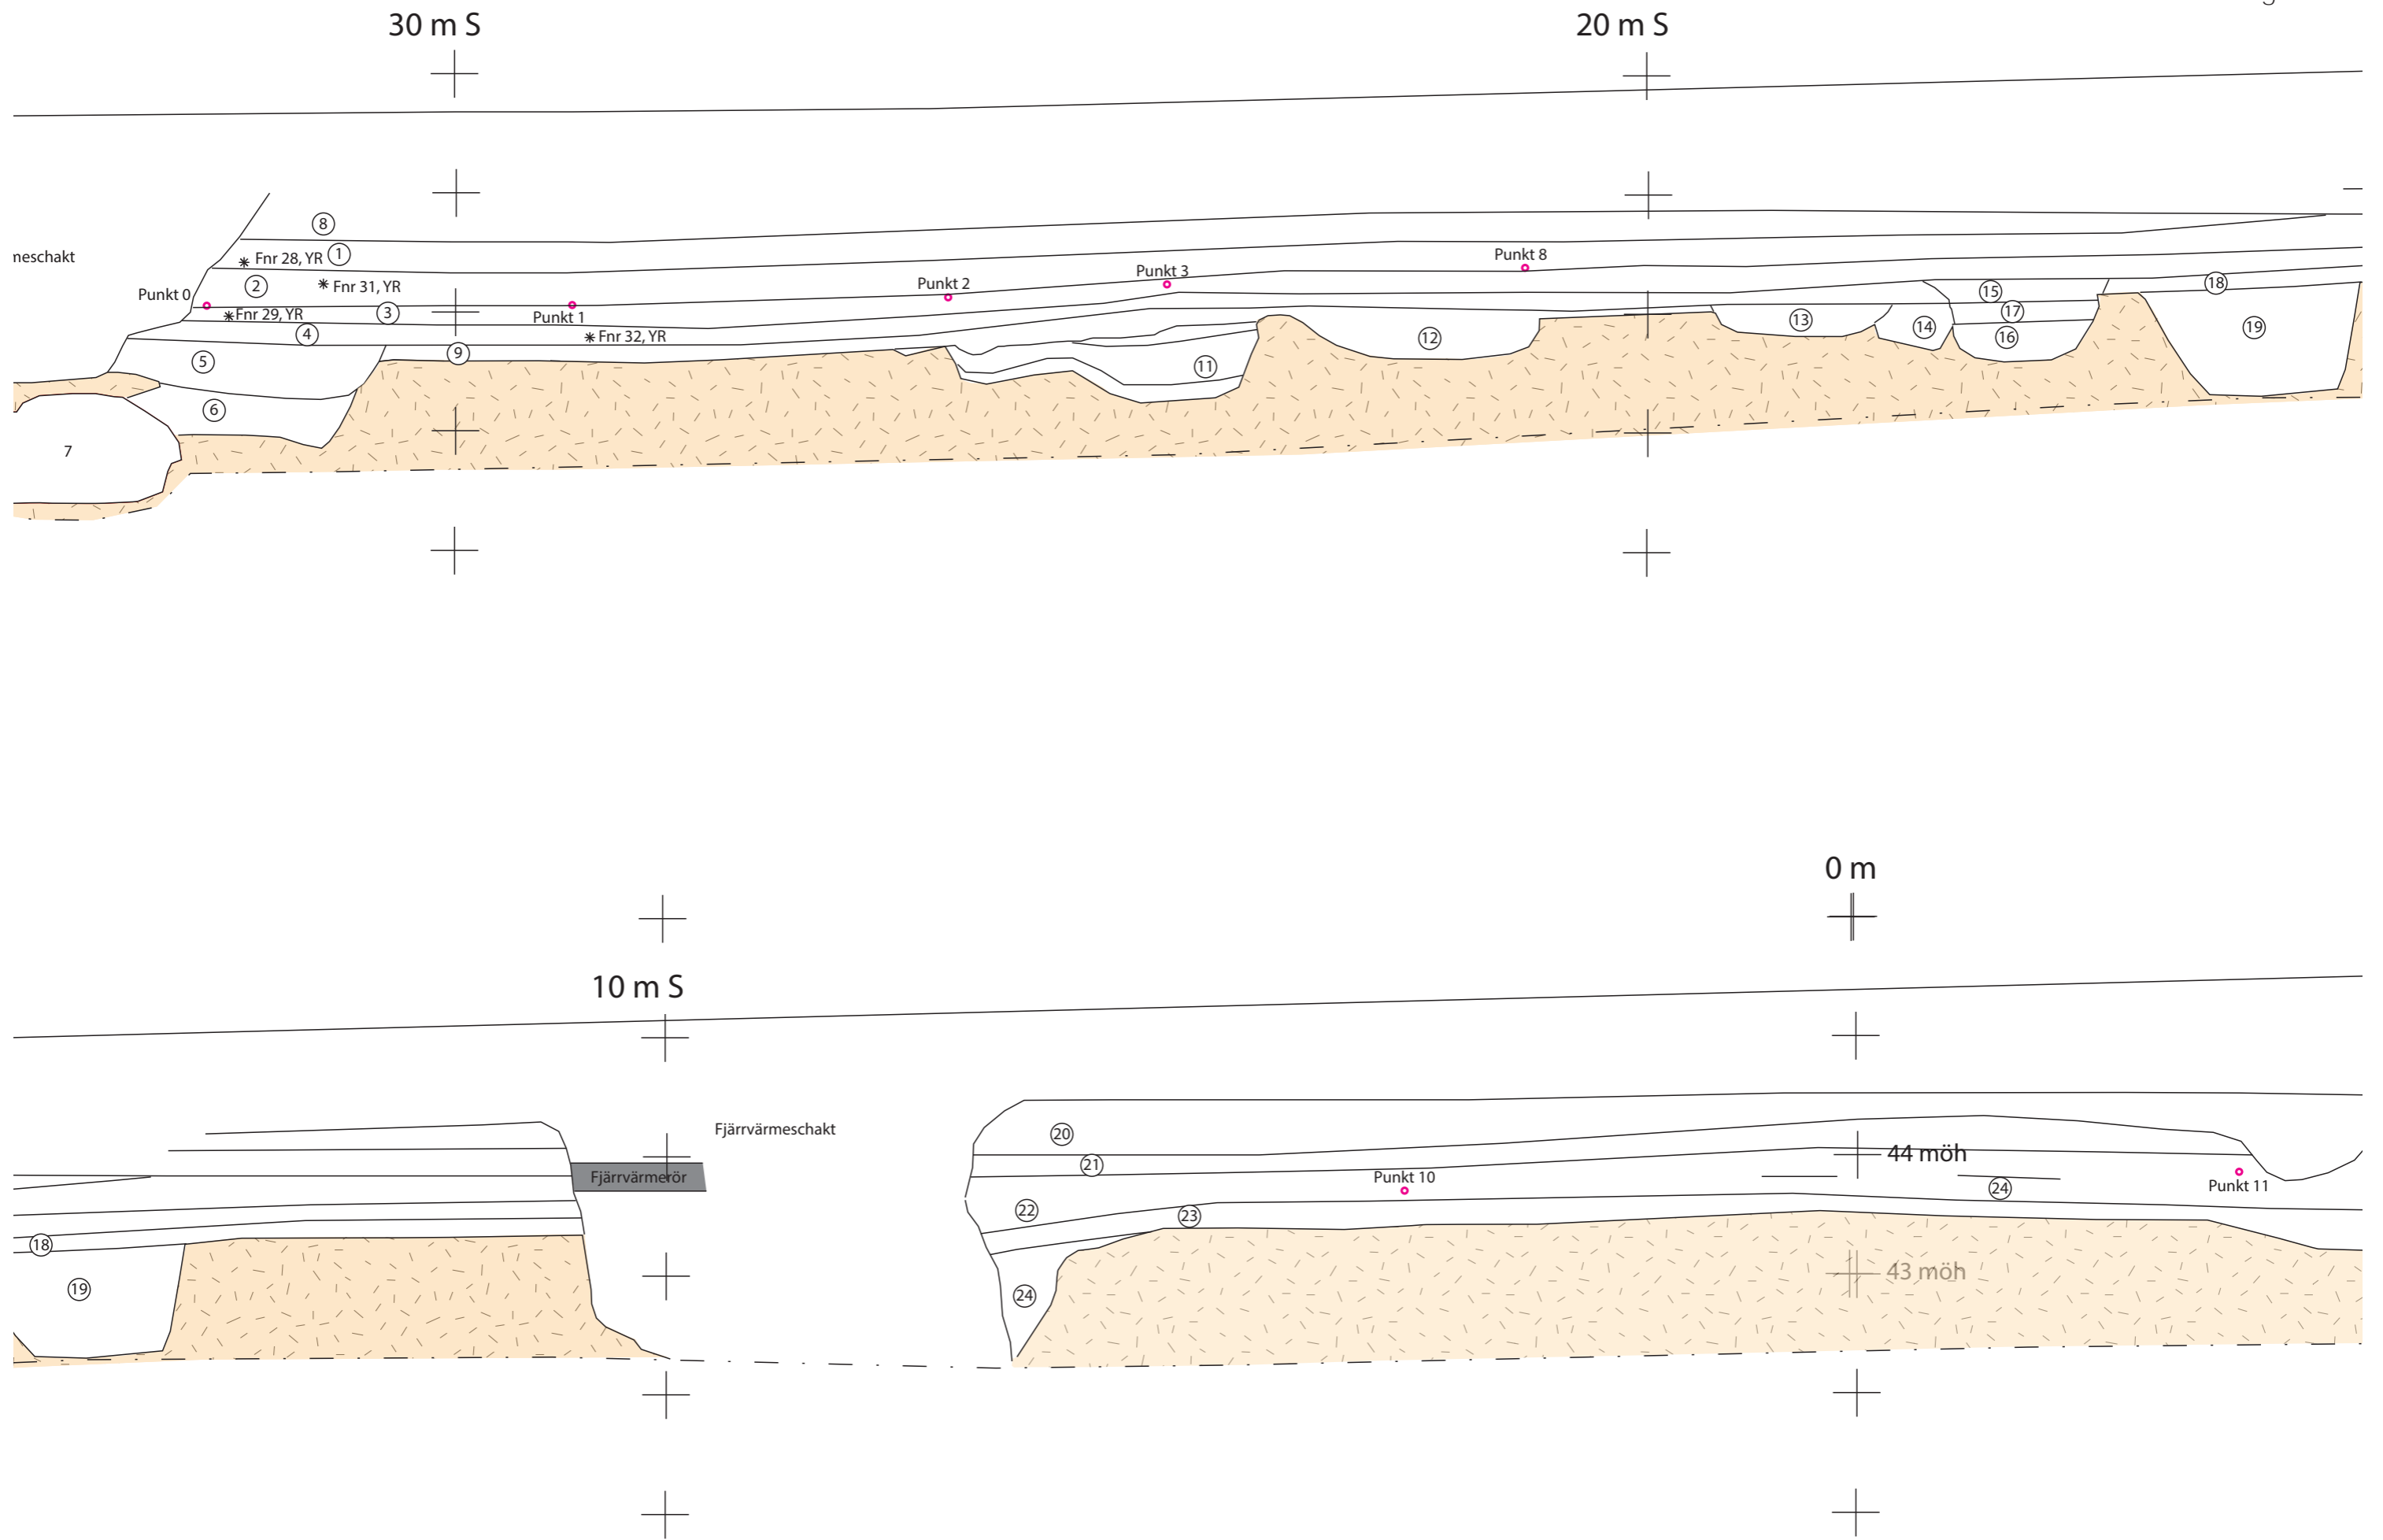 30 m S
20 m S
8
1
Fnr 28, YR
meschakt
2
Fnr 31, YR
Punkt 0
Punkt 1
Punkt 2
Punkt 3
Punkt 8
Fnr 29, YR
3
4
Fnr 32, YR
5
9
6
7
11
12
13
14
15
17
16
18
19
0 m
10 m S
Fjärrvärmeschakt
Fjärrvärmerör
18
19
20
21
22
23
24
Punkt 10
44 möh
24
Punkt 11
43 möh